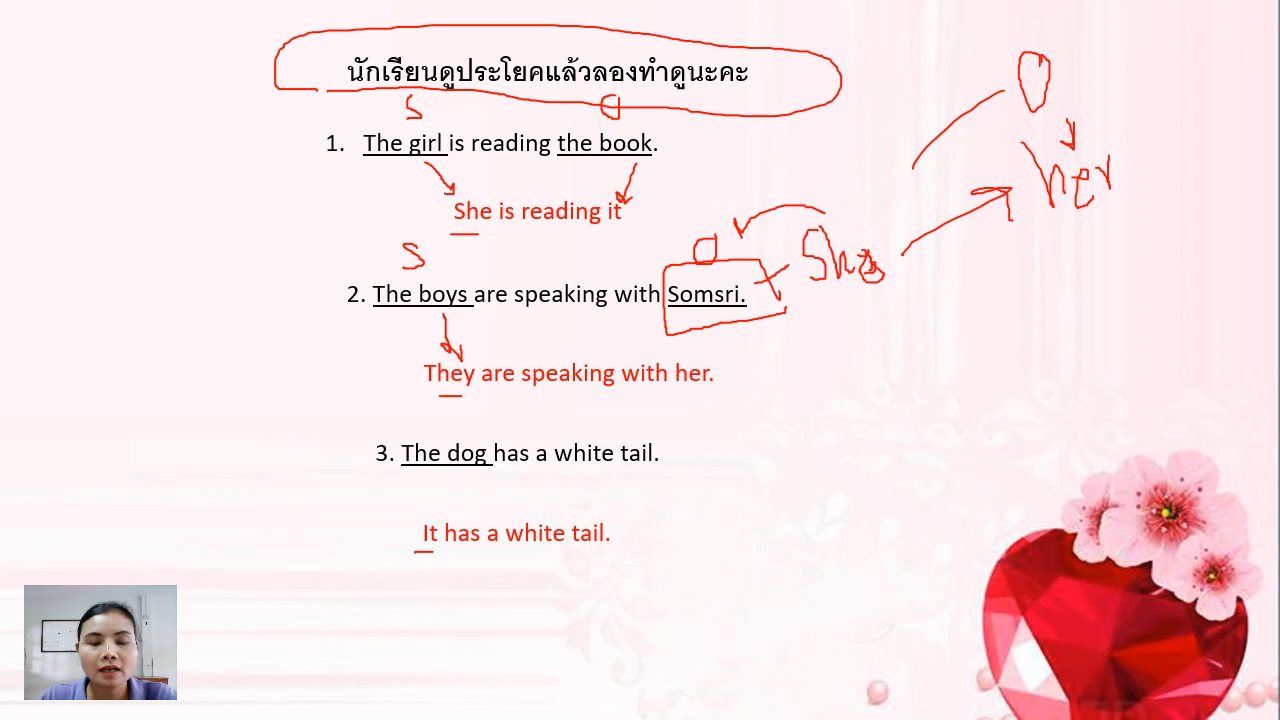 นักเรียนดูประโยคแล้วลองทำดูนะคะ
S O
1. The girl is reading the book.
She is reading it
S O She
2. The boys are speaking with Somsri.
They are speaking with her.
3. The dog has a white tail.
It has a white tail.
O
her